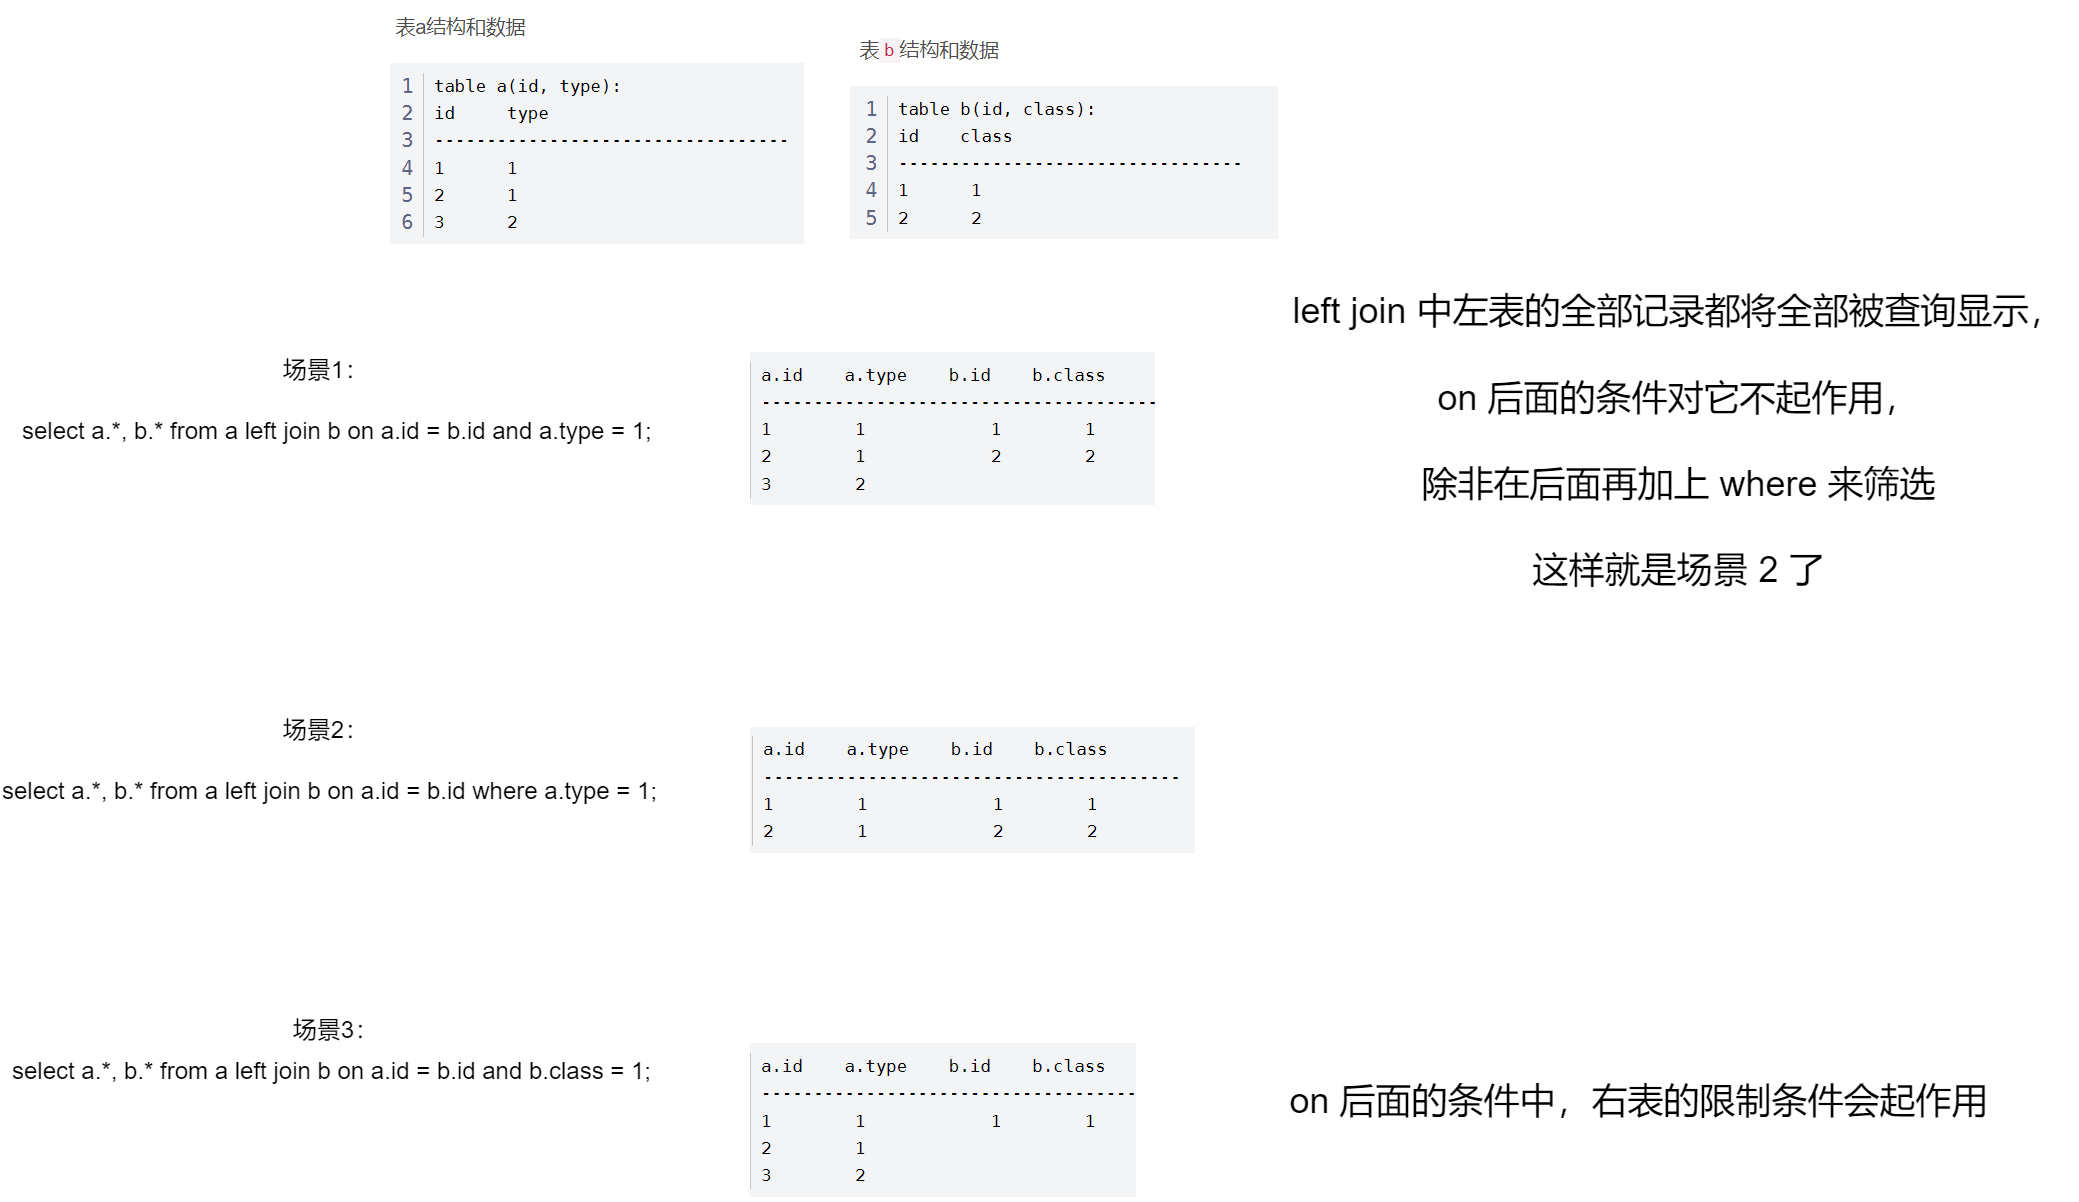 表a结构和数据
1 table a(id, type):
2 id type
3 ----------------------------------
4 1 1
5 2 1
6 3 2
表 b 结构和数据
1 table b(id, class):
2 id class
3 ---------------------------------
4 1 1
5 2 2
left join 中左表的全部记录都将全部被查询显示，
on 后面的条件对它不起作用，
除非在后面再加上 where 来筛选
这样就是场景 2 了
场景1：
select a.*, b.* from a left join b on a.id = b.id and a.type = 1;
a.id a.type b.id b.class
--------------------------------------
1 1 1 1
2 1 2 2
3 2
场景2：
select a.*, b.* from a left join b on a.id = b.id where a.type = 1;
a.id a.type b.id b.class
----------------------------------------
1 1 1 1
2 1 2 2
场景3：
select a.*, b.* from a left join b on a.id = b.id and b.class = 1;
a.id a.type b.id b.class
------------------------------------
1 1 1 1
2 1
3 2
on 后面的条件中，右表的限制条件会起作用